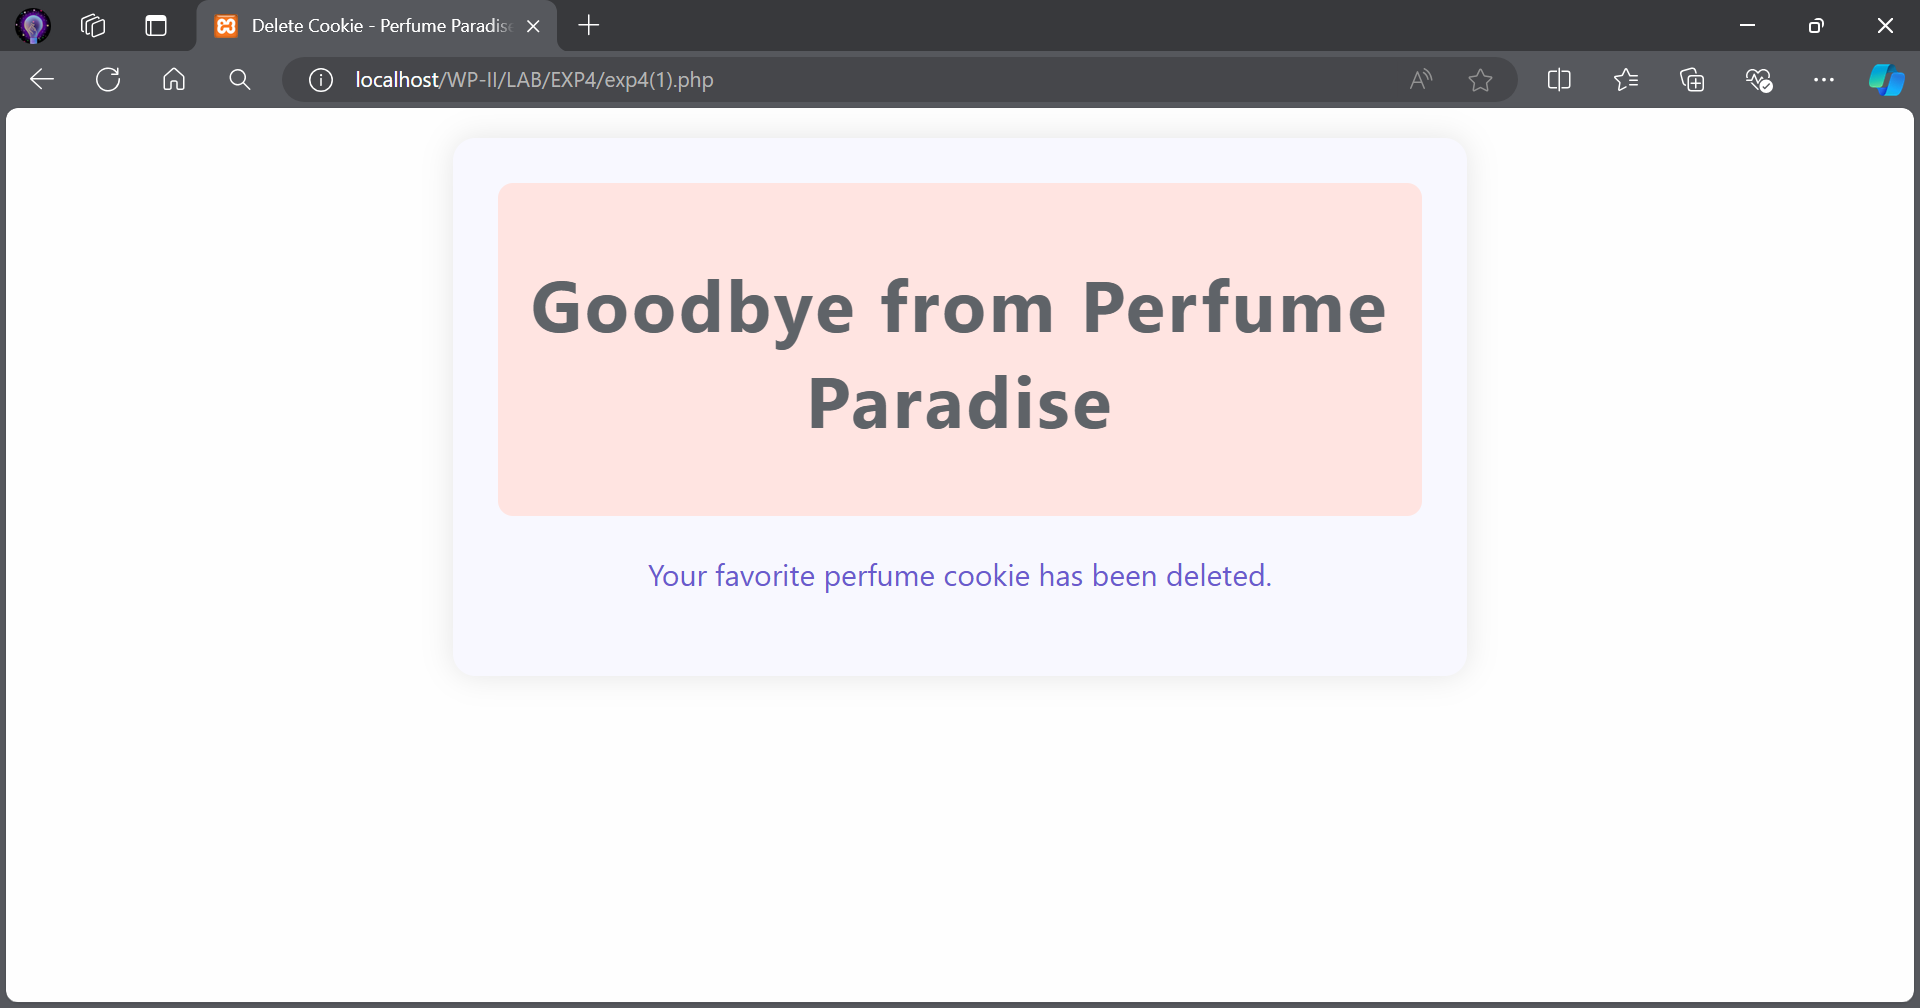 Delete Cookie - Perfume Paradise
localhost/WP-II/LAB/EXP4/exp4(1).php
Goodbye from Perfume
Paradise
Your favorite perfume cookie has been deleted.